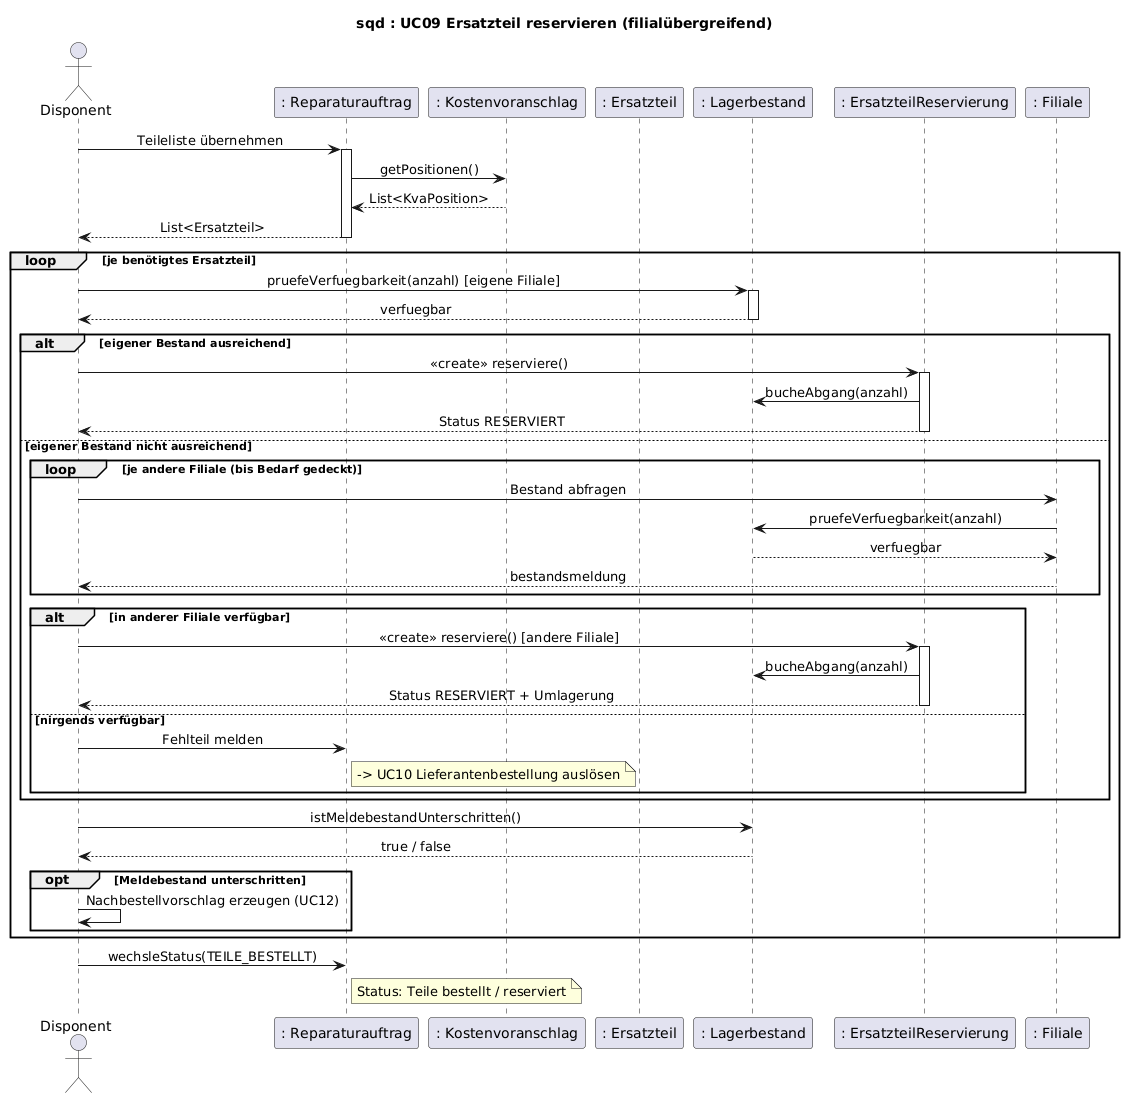 sqd : UC09 Ersatzteil reservieren (filialübergreifend)
Disponent
: Reparaturauftrag
: Kostenvoranschlag
: Ersatzteil
: Lagerbestand
: ErsatzteilReservierung
: Filiale
Teileliste übernehmen
getPositionen()
List<KvaPosition>
List<Ersatzteil>
loop [je benötigtes Ersatzteil]
pruefeVerfuegbarkeit(anzahl) [eigene Filiale]
verfuegbar
alt [eigener Bestand ausreichend]
«create» reserviere()
bucheAbgang(anzahl)
Status RESERVIERT
[eigener Bestand nicht ausreichend]
loop [je andere Filiale (bis Bedarf gedeckt)]
Bestand abfragen
pruefeVerfuegbarkeit(anzahl)
verfuegbar
bestandsmeldung
alt [in anderer Filiale verfügbar]
«create» reserviere() [andere Filiale]
bucheAbgang(anzahl)
Status RESERVIERT + Umlagerung
[nirgends verfügbar]
Fehlteil melden
-> UC10 Lieferantenbestellung auslösen
istMeldebestandUnterschritten()
true / false
opt [Meldebestand unterschritten]
Nachbestellvorschlag erzeugen (UC12)
wechsleStatus(TEILE_BESTELLT)
Status: Teile bestellt / reserviert
Disponent
: Reparaturauftrag
: Kostenvoranschlag
: Ersatzteil
: Lagerbestand
: ErsatzteilReservierung
: Filiale